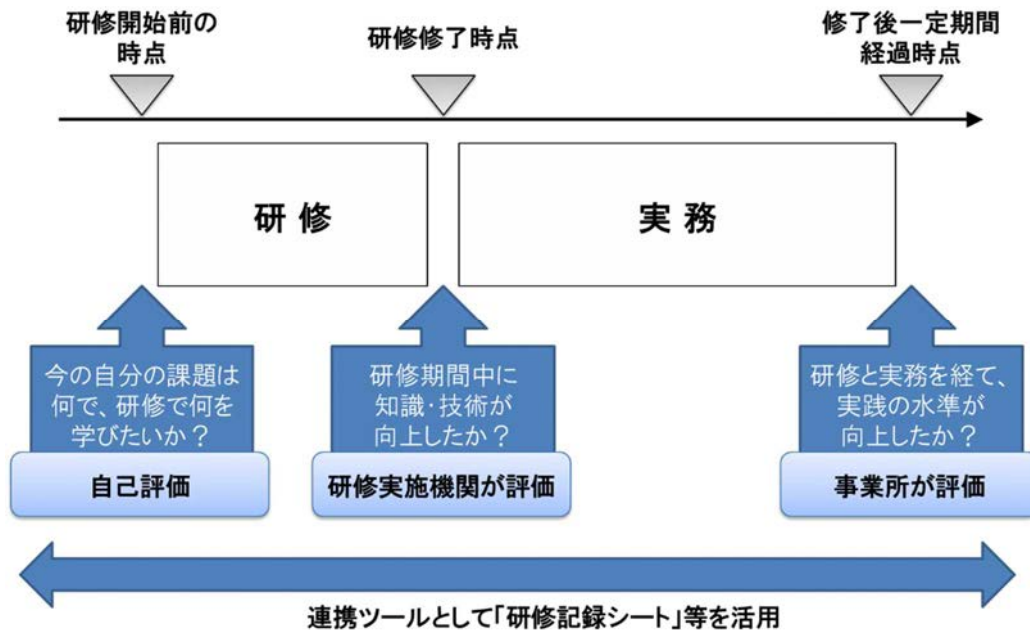 研修開始前の
時点
研修修了時点
修了後一定期間
経過時点
研 修
実 務
今の自分の課題は
何で、研修で何を
学びたいか？
自己評価
研修期間中に
知識・技術が
向上したか？
研修実施機関が評価
研修と実務を経て、
実践の水準が
向上したか？
事業所が評価
連携ツールとして「研修記録シート」等を活用